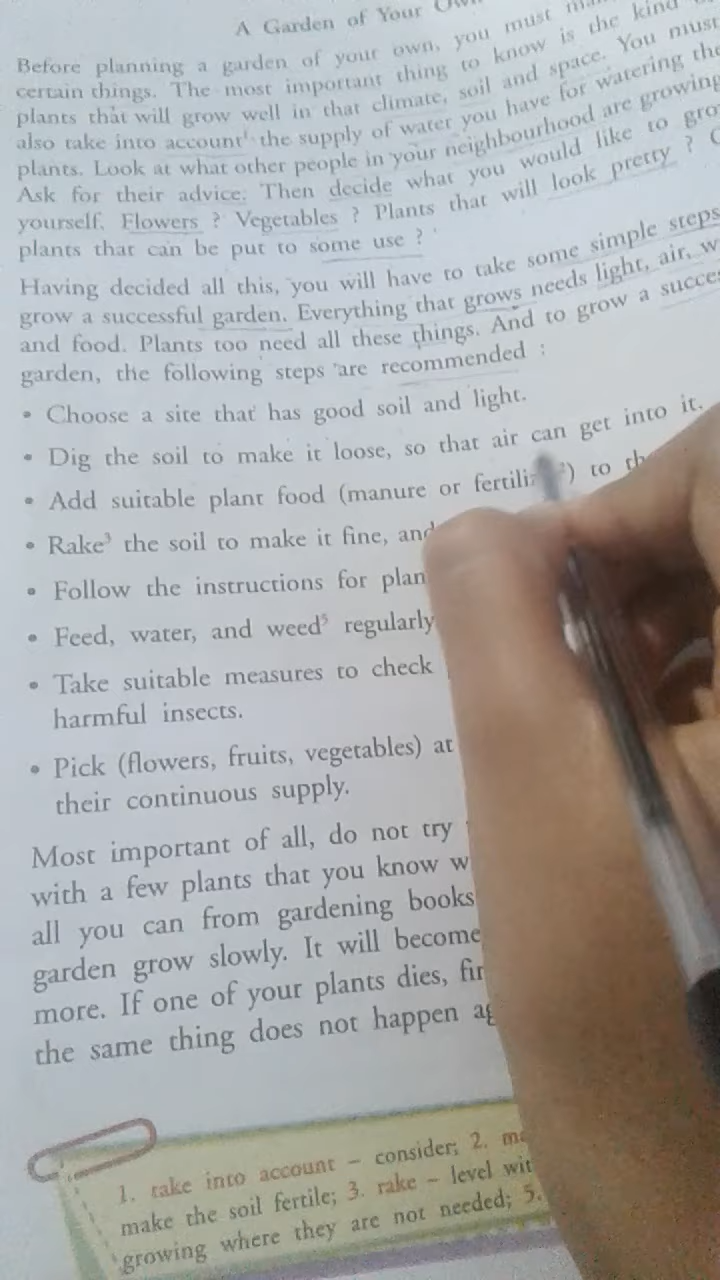 A Garden of Your
Before planning a garden of your own, you must
certain things. The most important thing to know is the kind
plants that will grow well in that climate, soil and space. You must
also take into account¹ the supply of water you have for watering the
plants. Look at what other people in your neighbourhood are growing
Ask for their advice. Then decide what you would like to
yourself. Flowers ? Vegetables ? Plants that will look pretty ?
plants that can be put to some use ?
Having decided all this, you will have to take some simple steps
grow a successful garden. Everything that grows needs light, air,
and food. Plants too need all these things. And to grow a
garden, the following steps are recommended :
• Choose a site that has good soil and light.
• Dig the soil to make it loose, so that air can get into it.
• Add suitable plant food (manure or ²) to
• Rake³ the soil to make it fine, and
• Follow the instructions for
• Feed, water, and weed⁵ regularly
• Take suitable measures to check
harmful insects.
• Pick (flowers, fruits, vegetables) at
their continuous supply.
Most important of all, do not try
with a few plants that you know
all you can from gardening books
garden grow slowly. It will become
more. If one of your plants dies,
the same thing does not happen
1. take into account – consider; 2.
make the soil fertile; 3. rake – level
growing where they are not needed; 5.